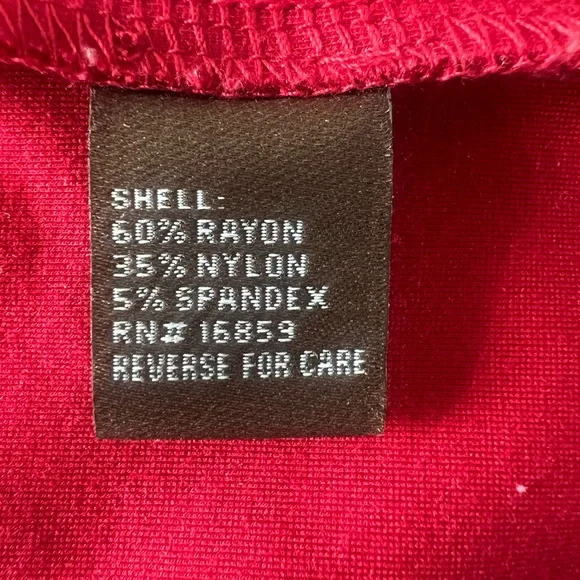 SHELL:
60% RAYON
35% NYLON
5% SPANDEX
RN# 16859
REVERSE FOR CARE